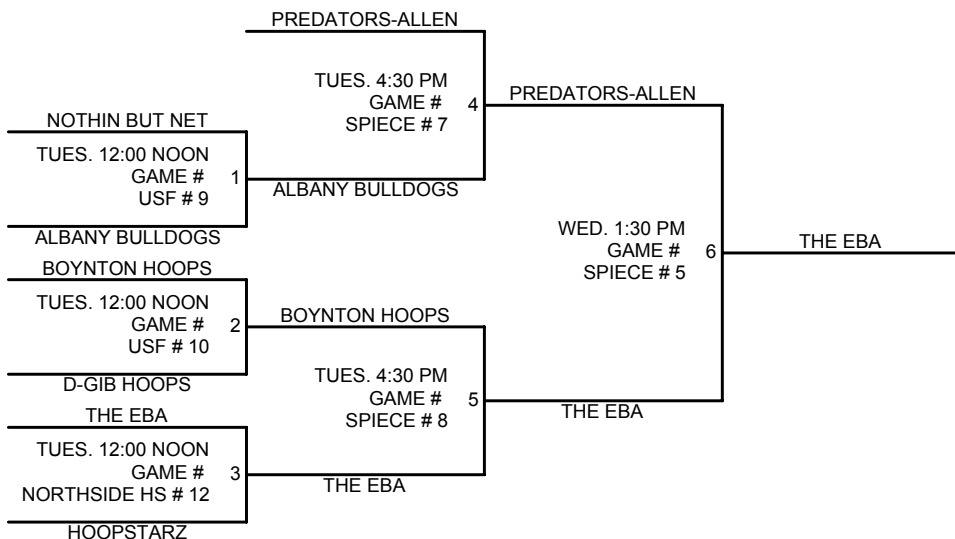 PREDATORS-ALLEN
TUES. 4:30 PM
GAME # 4
SPIECE # 7
PREDATORS-ALLEN
NOTHIN BUT NET
TUES. 12:00 NOON
GAME # 1
USF # 9
ALBANY BULLDOGS
ALBANY BULLDOGS
WED. 1:30 PM
GAME # 6
SPIECE # 5
THE EBA
BOYNTON HOOPS
TUES. 12:00 NOON
GAME # 2
USF # 10
D-GIB HOOPS
BOYNTON HOOPS
TUES. 4:30 PM
GAME # 5
SPIECE # 8
THE EBA
THE EBA
TUES. 12:00 NOON
GAME # 3
NORTHSIDE HS # 12
THE EBA
HOOPSTARZ